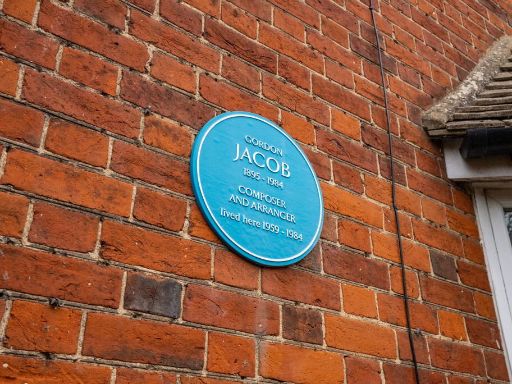 GORDON
JACOB
1895 - 1984
COMPOSER
AND ARRANGER
lived here 1959 - 1984